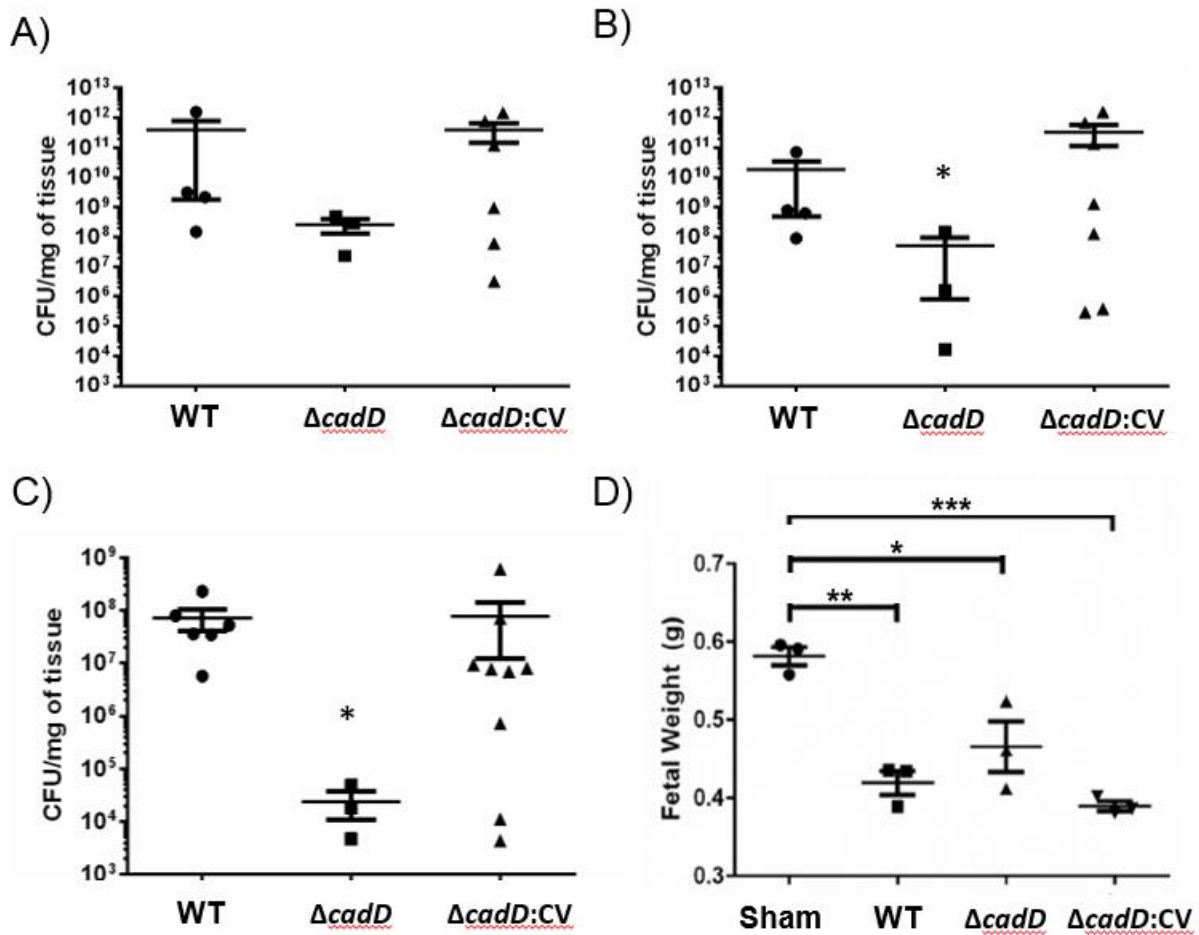 A)
10¹³
10¹²
10¹¹
10¹⁰
10⁹
10⁸
10⁷
10⁶
10⁵
10⁴
10³
CFU/mg of tissue
WT
ΔcadD
ΔcadD:CV
B)
10¹³
10¹²
10¹¹
10¹⁰
10⁹
10⁸
10⁷
10⁶
10⁵
10⁴
10³
CFU/mg of tissue
*
WT
ΔcadD
ΔcadD:CV
C)
10⁹
10⁸
10⁷
10⁶
10⁵
10⁴
10³
CFU/mg of tissue
*
WT
ΔcadD
ΔcadD:CV
D)
***
*
**
0.7
0.6
0.5
0.4
0.3
Fetal Weight (g)
Sham
WT
ΔcadD
ΔcadD:CV